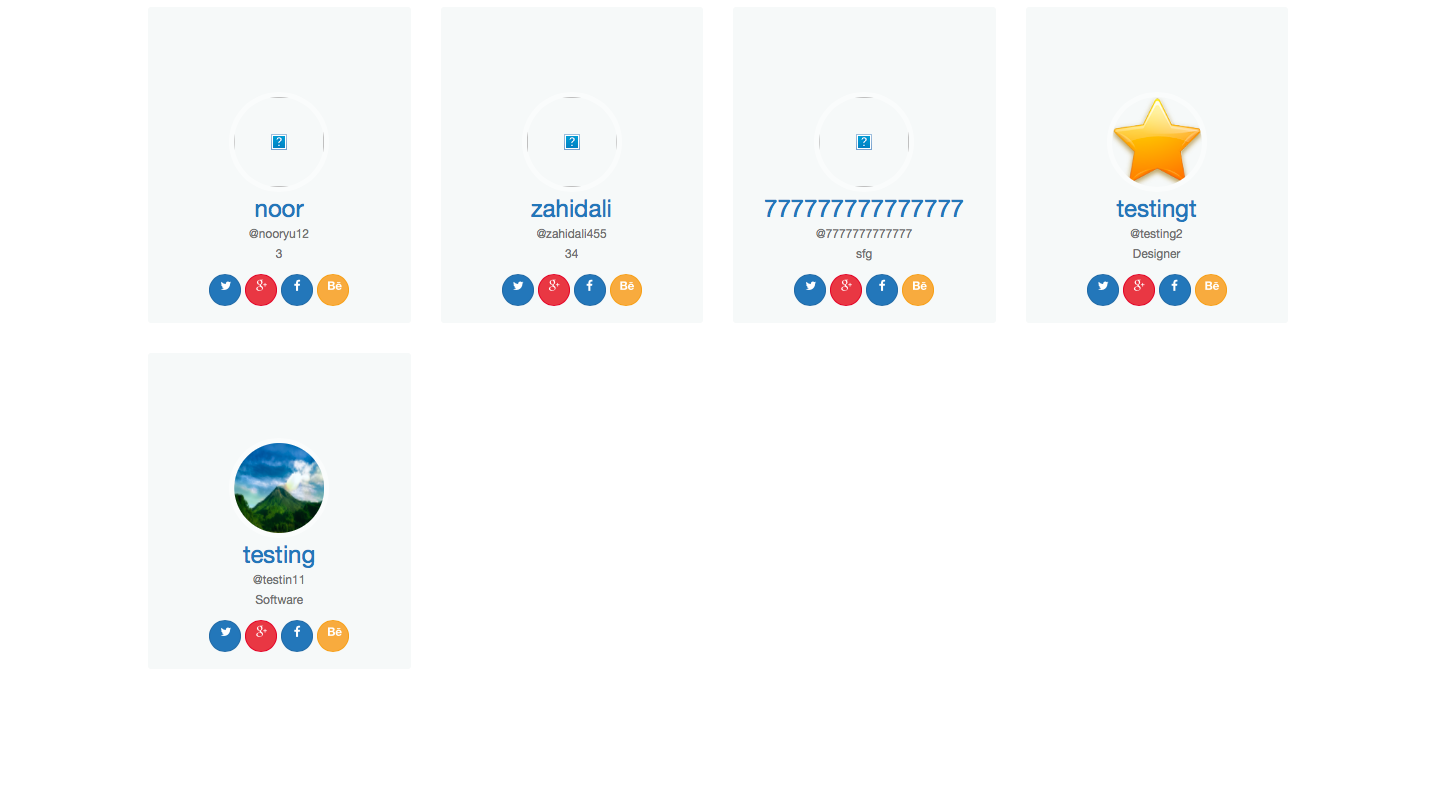 noor
@nooryu12
3
g+ f Bē
zahidali
@zahidali455
34
g+ f Bē
777777777777777
@7777777777777
sfg
g+ f Bē
testingt
@testing2
Designer
g+ f Bē
testing
@testin11
Software
g+ f Bē